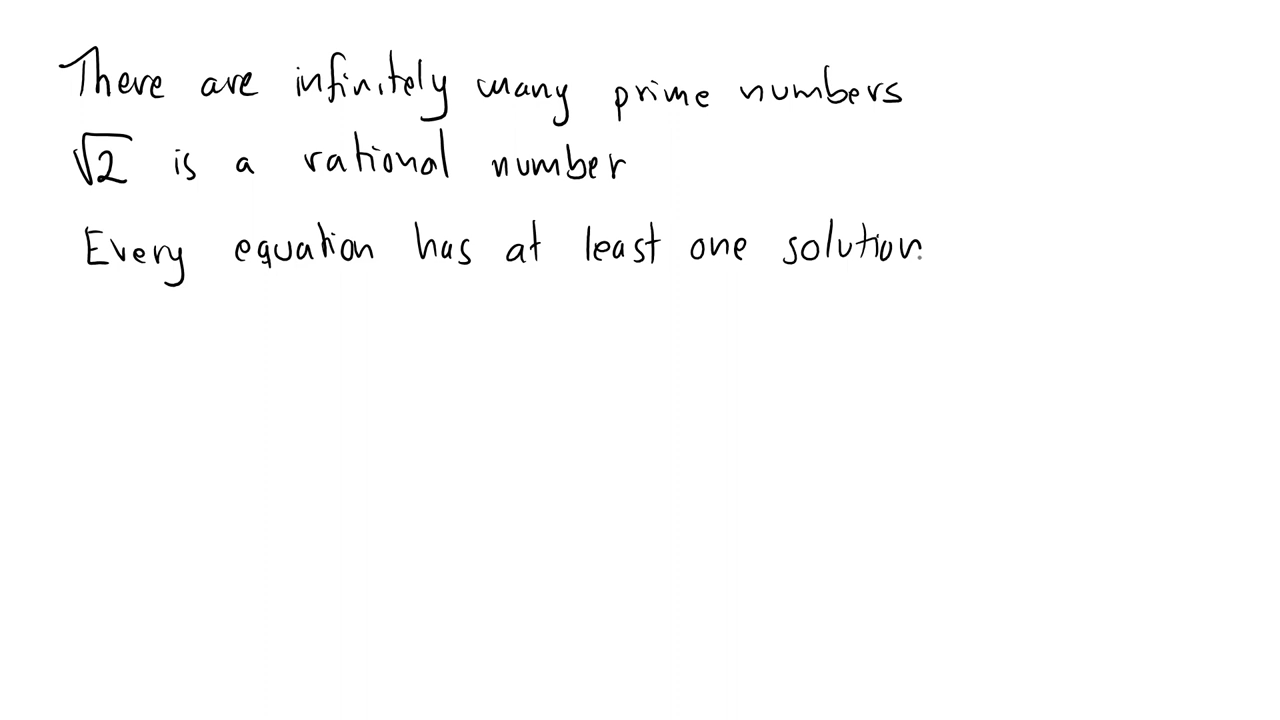 There are infinitely many prime numbers
√2 is a rational number
Every equation has at least one solution